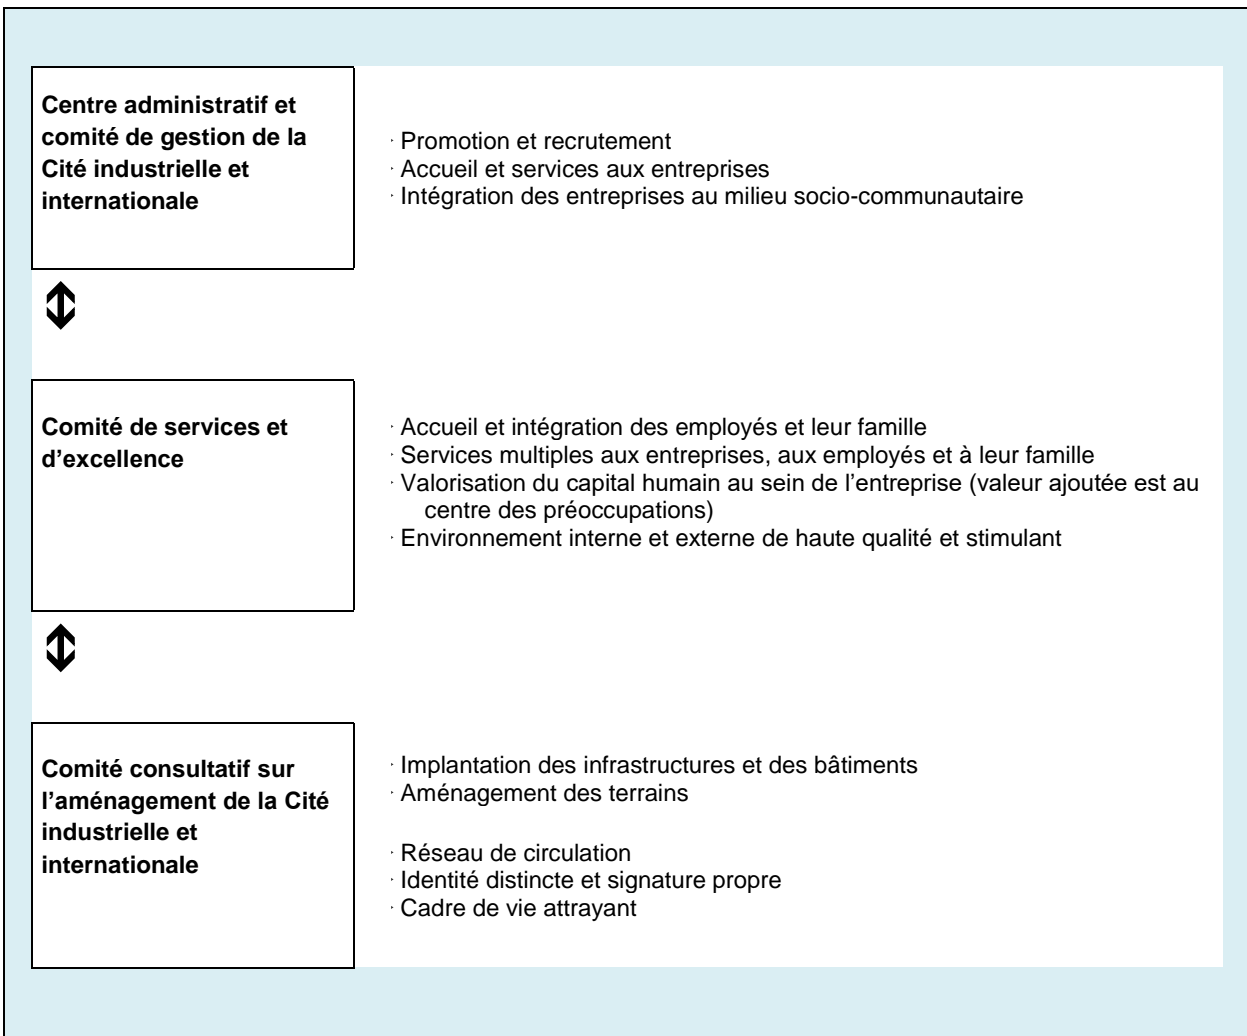 Centre administratif et
comité de gestion de la
Cité industrielle et
internationale
· Promotion et recrutement
· Accueil et services aux entreprises
· Intégration des entreprises au milieu socio-communautaire
Comité de services et
d'excellence
· Accueil et intégration des employés et leur famille
· Services multiples aux entreprises, aux employés et à leur famille
· Valorisation du capital humain au sein de l’entreprise (valeur ajoutée est au
centre des préoccupations)
· Environnement interne et externe de haute qualité et stimulant
Comité consultatif sur
l’aménagement de la Cité
industrielle et
internationale
· Implantation des infrastructures et des bâtiments
· Aménagement des terrains
· Réseau de circulation
· Identité distincte et signature propre
· Cadre de vie attrayant